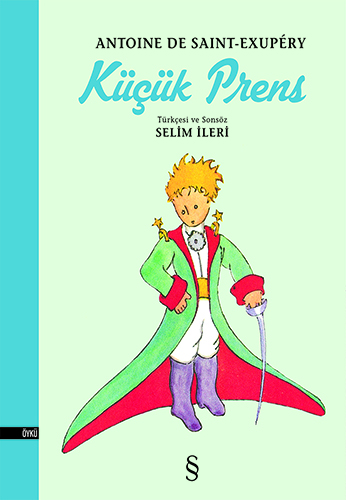 ANTOINE DE SAINT-EXUPÉRY
Küçük Prens
Türkçesi ve Sonsöz
SELİM İLERİ
ÖYKÜ
§